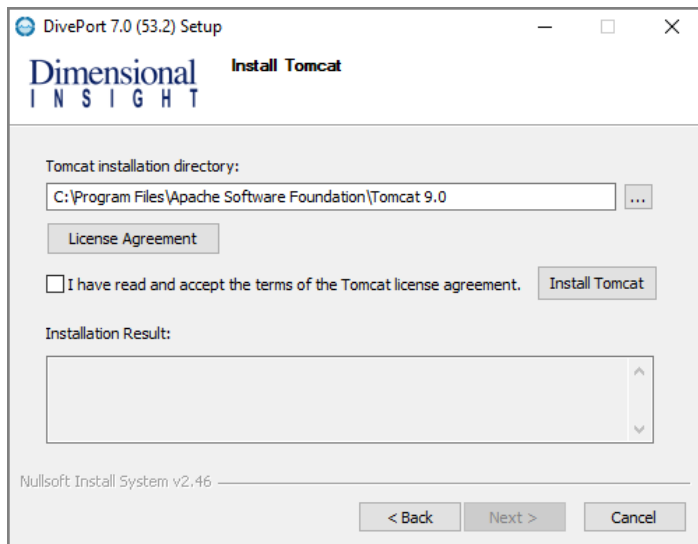 DivePort 7.0 (53.2) Setup
Dimensional
INSIGHT
Install Tomcat
Tomcat installation directory:
C:\Program Files\Apache Software Foundation\Tomcat 9.0
...
License Agreement
I have read and accept the terms of the Tomcat license agreement.
Install Tomcat
Installation Result:
Nullsoft Install System v2.46
< Back
Next >
Cancel